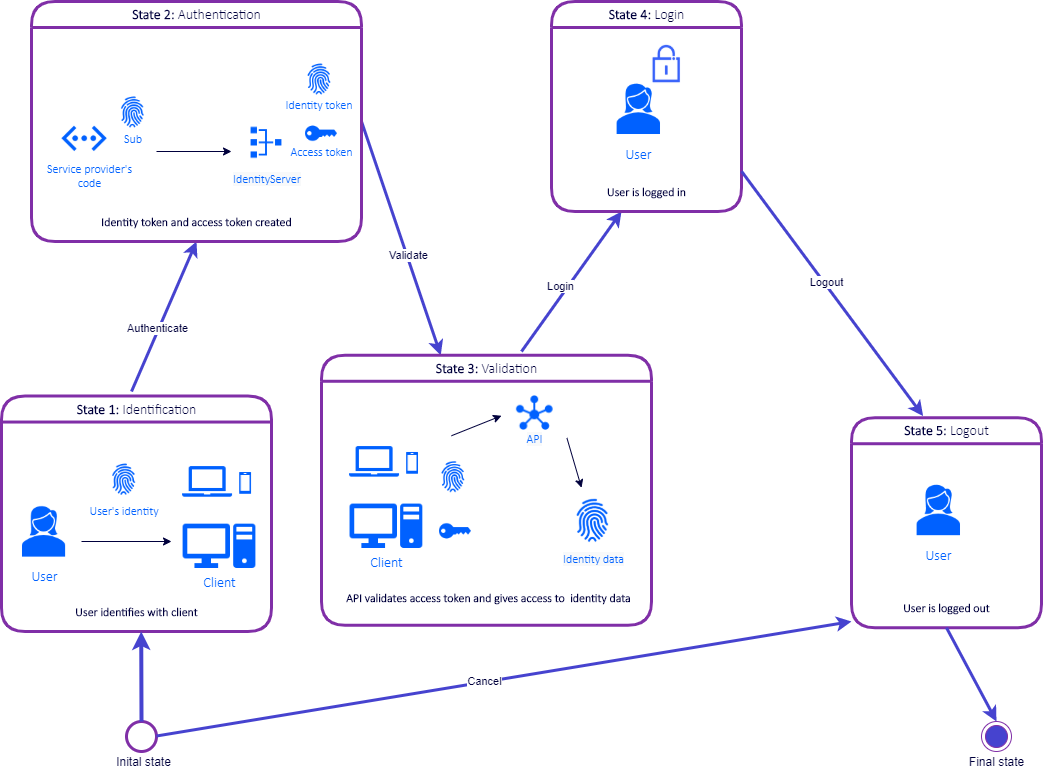 State 2: Authentication
Identity token
Sub
Access token
Service provider's
code
IdentityServer
Identity token and access token created
State 4: Login
User
User is logged in
Validate
Login
Logout
Authenticate
State 3: Validation
API
Client
Identity data
API validates access token and gives access to identity data
State 1: Identification
User's identity
User
Client
User identifies with client
State 5: Logout
User
User is logged out
Cancel
Inital state
Final state